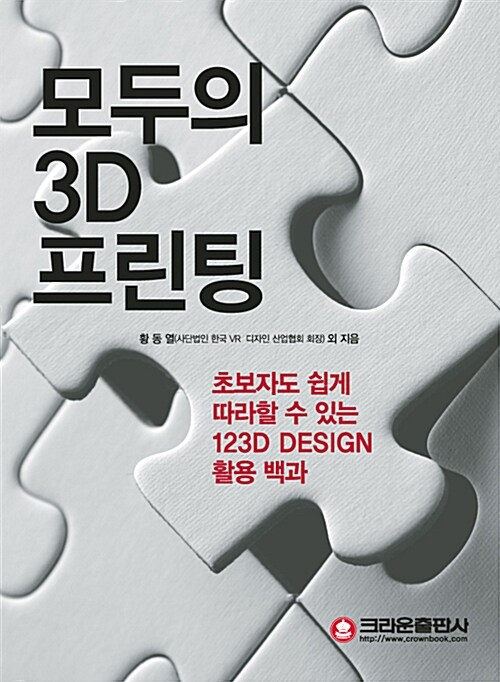 모두의
3D
프린팅
황 동 열(사단법인 한국 VR 디자인 산업협회 회장) 외 지음
초보자도 쉽게
따라할 수 있는
123D DESIGN
활용 백과
크라운출판사
http://www.crownbook.com